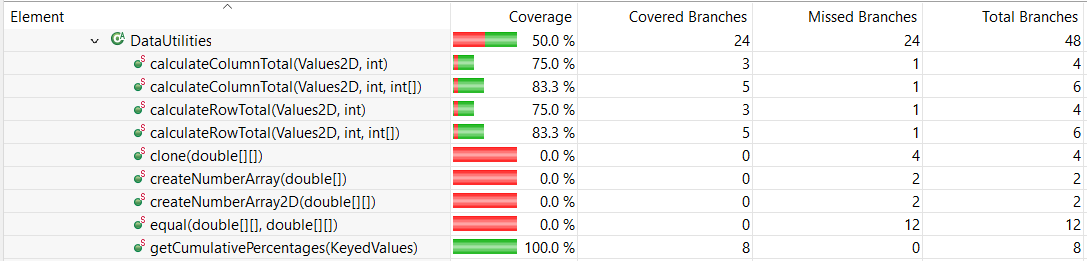 Element Coverage Covered Branches Missed Branches Total Branches
DataUtilities 50.0 % 24 24 48
calculateColumnTotal(Values2D, int) 75.0 % 3 1 4
calculateColumnTotal(Values2D, int, int[]) 83.3 % 5 1 6
calculateRowTotal(Values2D, int) 75.0 % 3 1 4
calculateRowTotal(Values2D, int, int[]) 83.3 % 5 1 6
clone(double[][]) 0.0 % 0 4 4
createNumberArray(double[]) 0.0 % 0 2 2
createNumberArray2D(double[][]) 0.0 % 0 2 2
equal(double[][], double[][]) 0.0 % 0 12 12
getCumulativePercentages(KeyedValues) 100.0 % 8 0 8